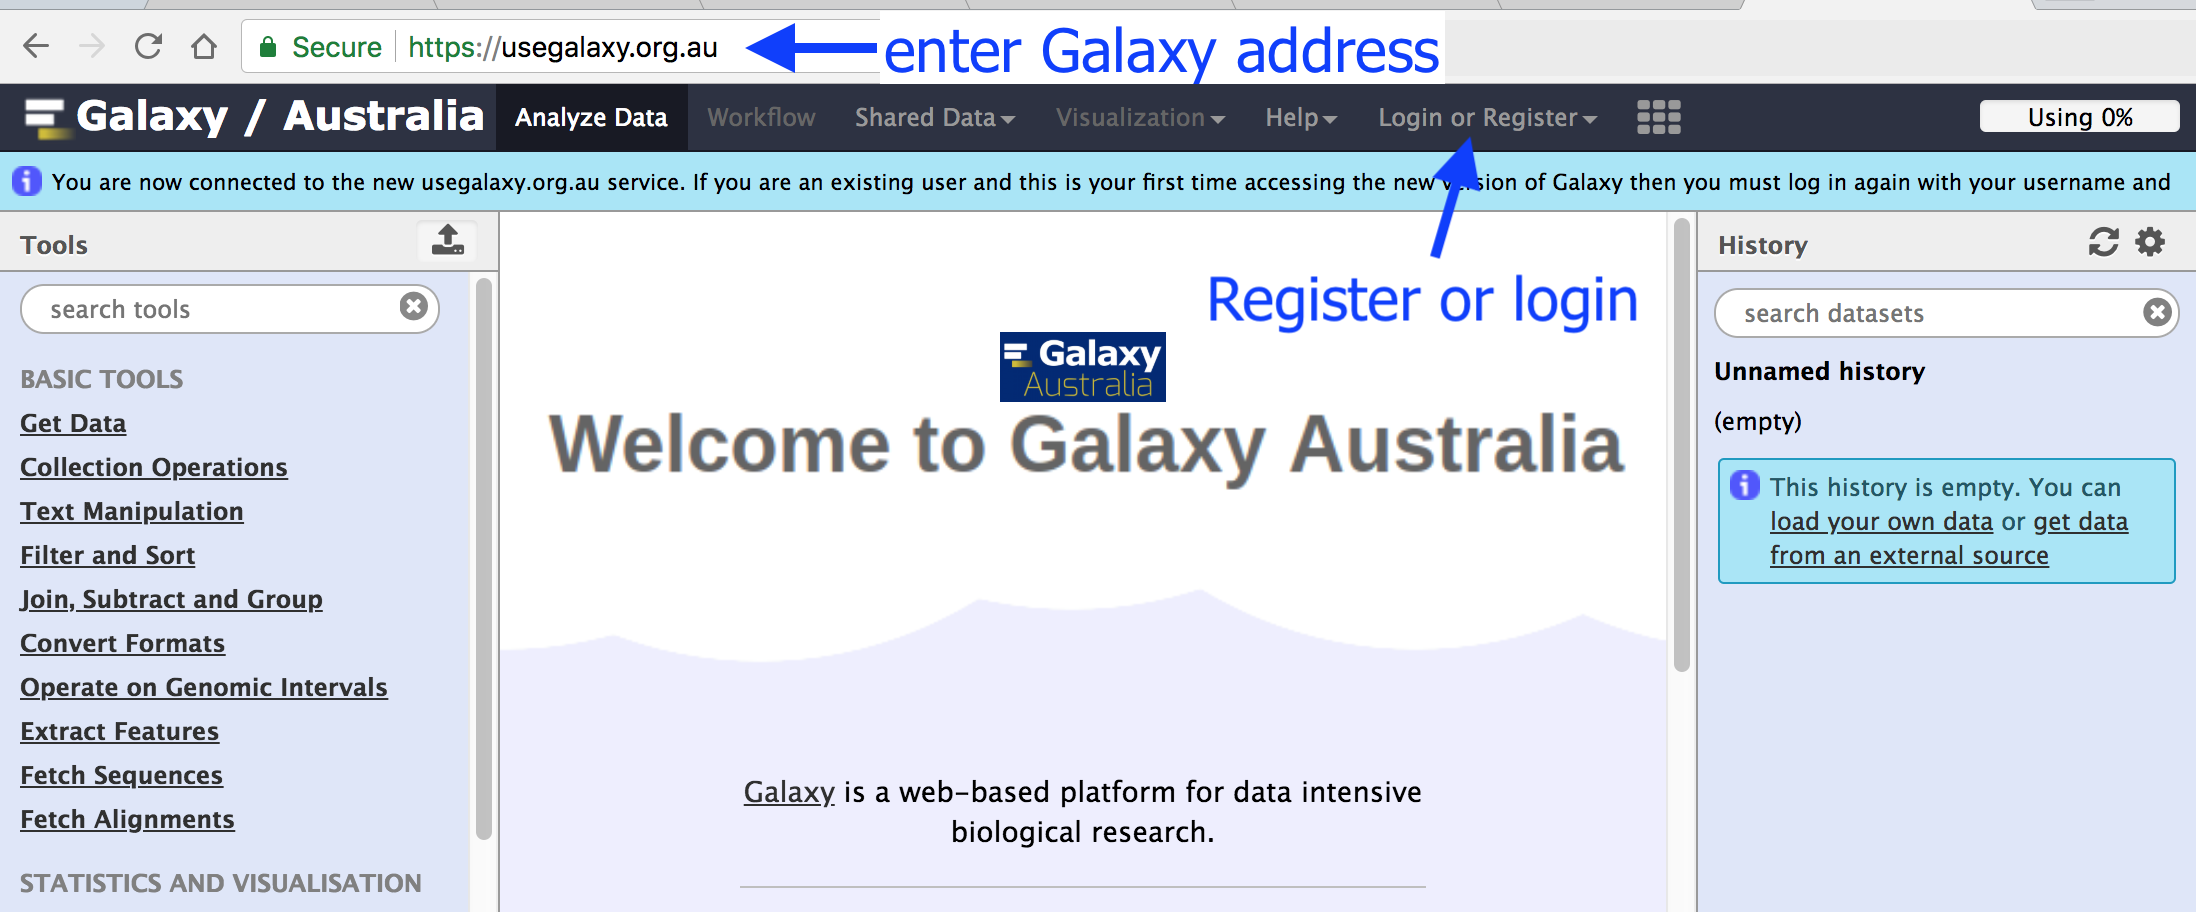 Secure https://usegalaxy.org.au enter Galaxy address
Galaxy / Australia Analyze Data Workflow Shared Data Visualization Help Login or Register Using 0%
You are now connected to the new usegalaxy.org.au service. If you are an existing user and this is your first time accessing the new version of Galaxy then you must log in again with your username and
Tools
search tools
BASIC TOOLS
Get Data
Collection Operations
Text Manipulation
Filter and Sort
Join, Subtract and Group
Convert Formats
Operate on Genomic Intervals
Extract Features
Fetch Sequences
Fetch Alignments
STATISTICS AND VISUALISATION
Register or login
Galaxy
Australia
Welcome to Galaxy Australia
Galaxy is a web-based platform for data intensive
biological research.
History
search datasets
Unnamed history
(empty)
This history is empty. You can
load your own data or get data
from an external source